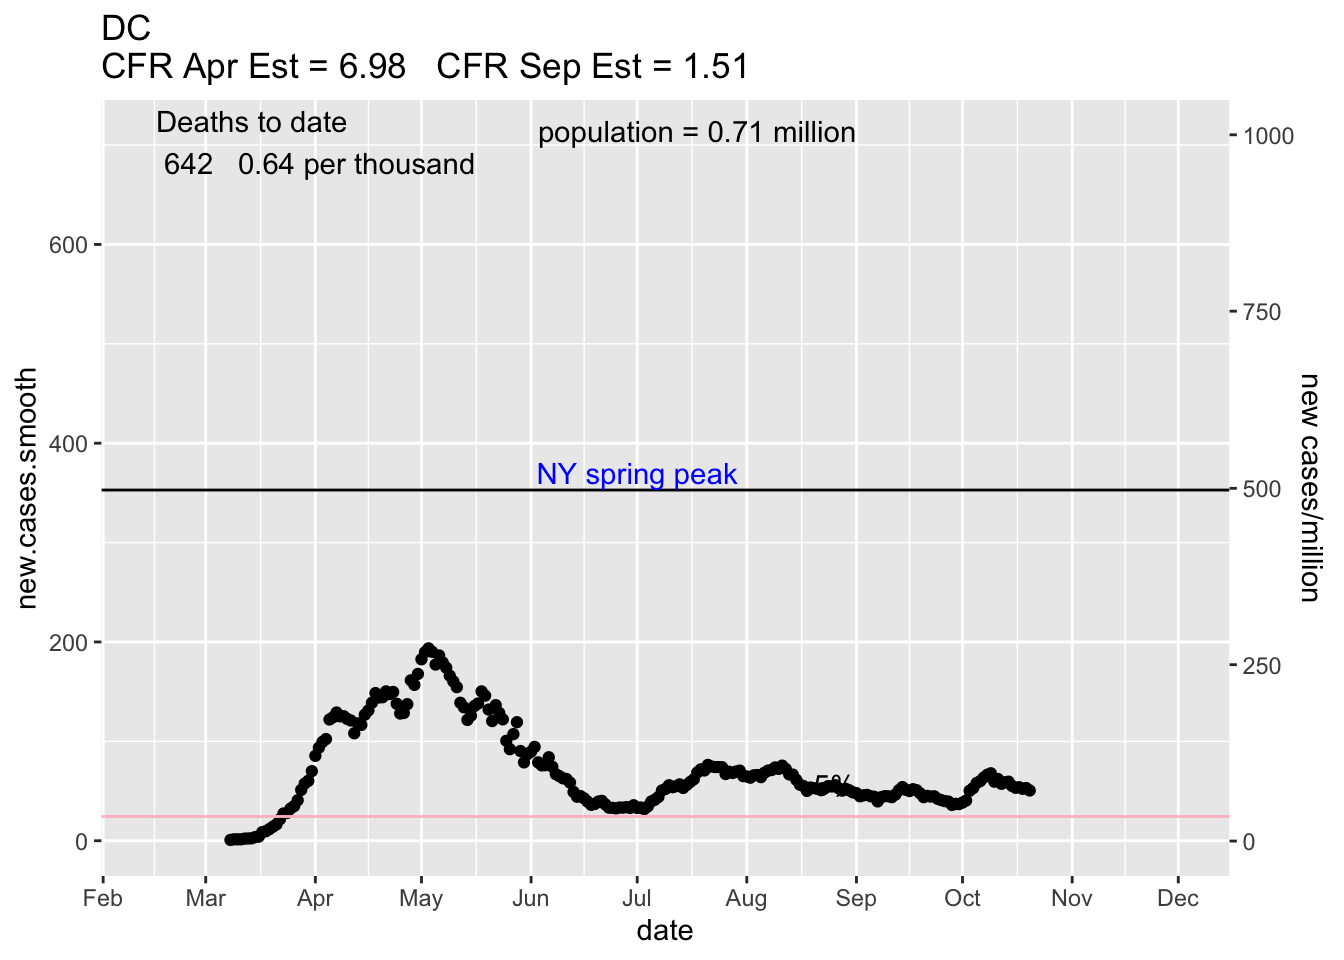 DC
CFR Apr Est = 6.98   CFR Sep Est = 1.51
Deaths to date
642   0.64 per thousand
population = 0.71 million
NY spring peak
5%
new.cases.smooth
600
400
200
0
new cases/million
1000
750
500
250
0
Feb Mar Apr May Jun Jul Aug Sep Oct Nov Dec
date